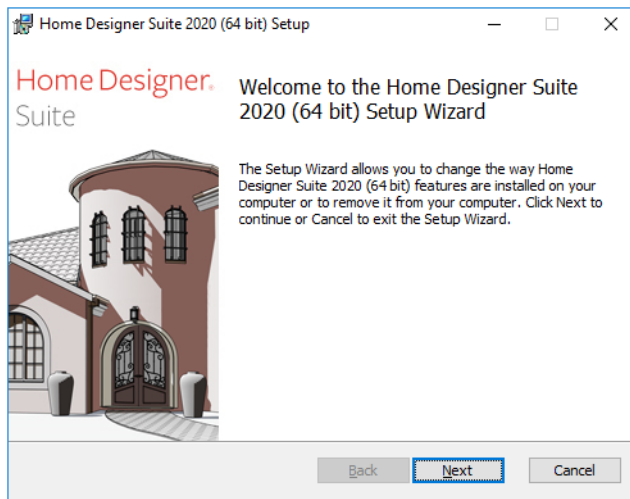 Home Designer Suite 2020 (64 bit) Setup
Home Designer®
Suite
Welcome to the Home Designer Suite
2020 (64 bit) Setup Wizard
The Setup Wizard allows you to change the way Home
Designer Suite 2020 (64 bit) features are installed on your
computer or to remove it from your computer. Click Next to
continue or Cancel to exit the Setup Wizard.
Back Next Cancel